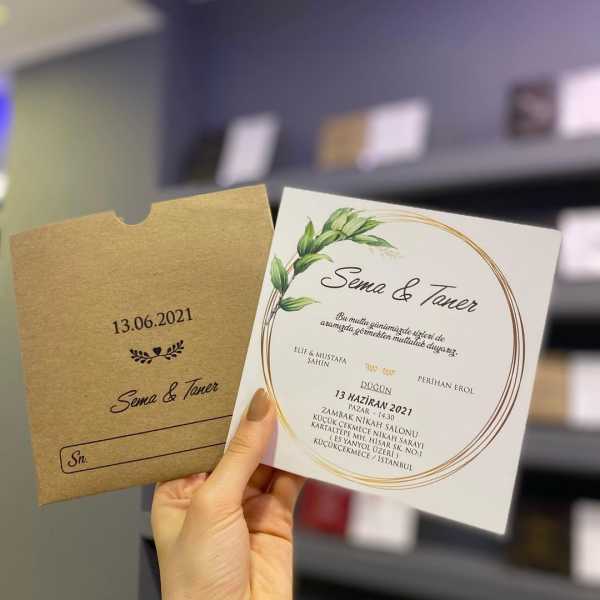 13.06.2021
Sema & Taner
Sn.
Sema & Taner
Bu mutlu günümüzde sizleri de
aramızda görmekten mutluluk duyarız.
ELİF & MUSTAFA
ŞAHİN
PERİHAN EROL
DÜĞÜN
13 HAZİRAN 2021
PAZAR - 14.30
ZAMBAK NİKAH SALONU
KÜÇÜK ÇEKMECE NİKAH SARAYI
KARTALTEPE MH. HİSAR SK. NO:1
( ES YANYOL ÜZERİ )
KÜÇÜKÇEKMECE / İSTANBUL